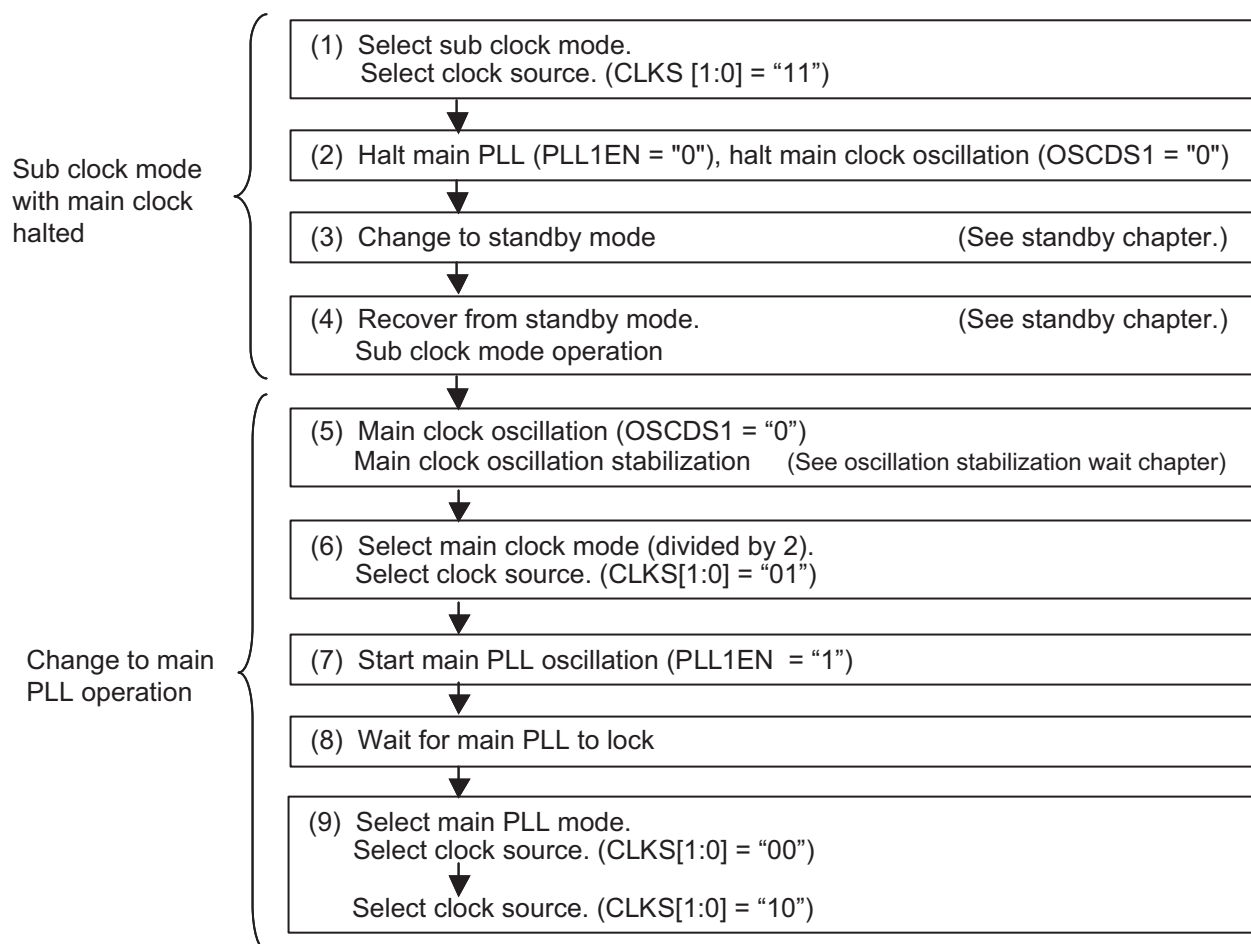 (1) Select sub clock mode.
Select clock source. (CLKS [1:0] = “11”)
Sub clock mode
with main clock
halted
(2) Halt main PLL (PLL1EN = "0"), halt main clock oscillation (OSCDS1 = "0")
(3) Change to standby mode (See standby chapter.)
(4) Recover from standby mode. (See standby chapter.)
Sub clock mode operation
(5) Main clock oscillation (OSCDS1 = “0”)
Main clock oscillation stabilization (See oscillation stabilization wait chapter)
(6) Select main clock mode (divided by 2).
Select clock source. (CLKS[1:0] = “01”)
Change to main
PLL operation
(7) Start main PLL oscillation (PLL1EN = “1”)
(8) Wait for main PLL to lock
(9) Select main PLL mode.
Select clock source. (CLKS[1:0] = “00”)
Select clock source. (CLKS[1:0] = “10”)